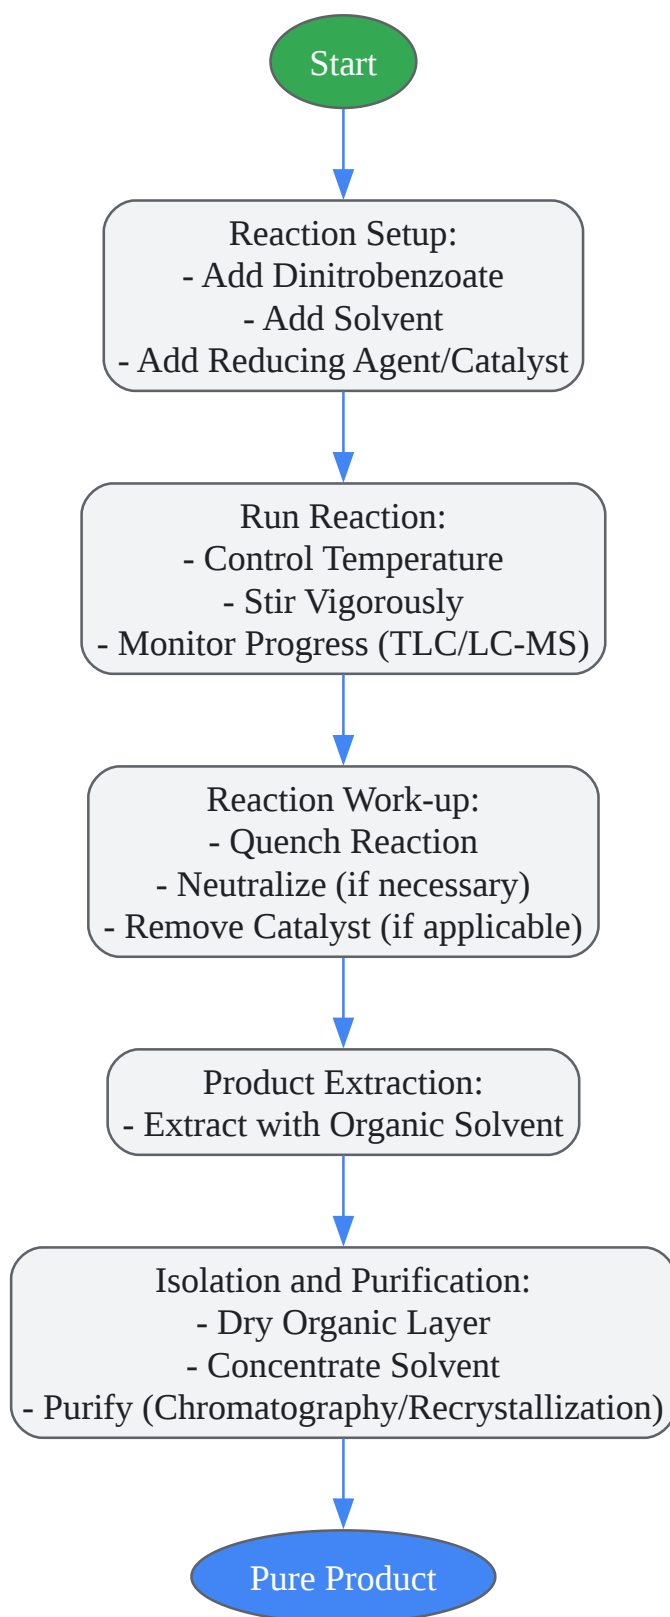 Start
Reaction Setup:
- Add Dinitrobenzoate
- Add Solvent
- Add Reducing Agent/Catalyst
Run Reaction:
- Control Temperature
- Stir Vigorously
- Monitor Progress (TLC/LC-MS)
Reaction Work-up:
- Quench Reaction
- Neutralize (if necessary)
- Remove Catalyst (if applicable)
Product Extraction:
- Extract with Organic Solvent
Isolation and Purification:
- Dry Organic Layer
- Concentrate Solvent
- Purify (Chromatography/Recrystallization)
Pure Product